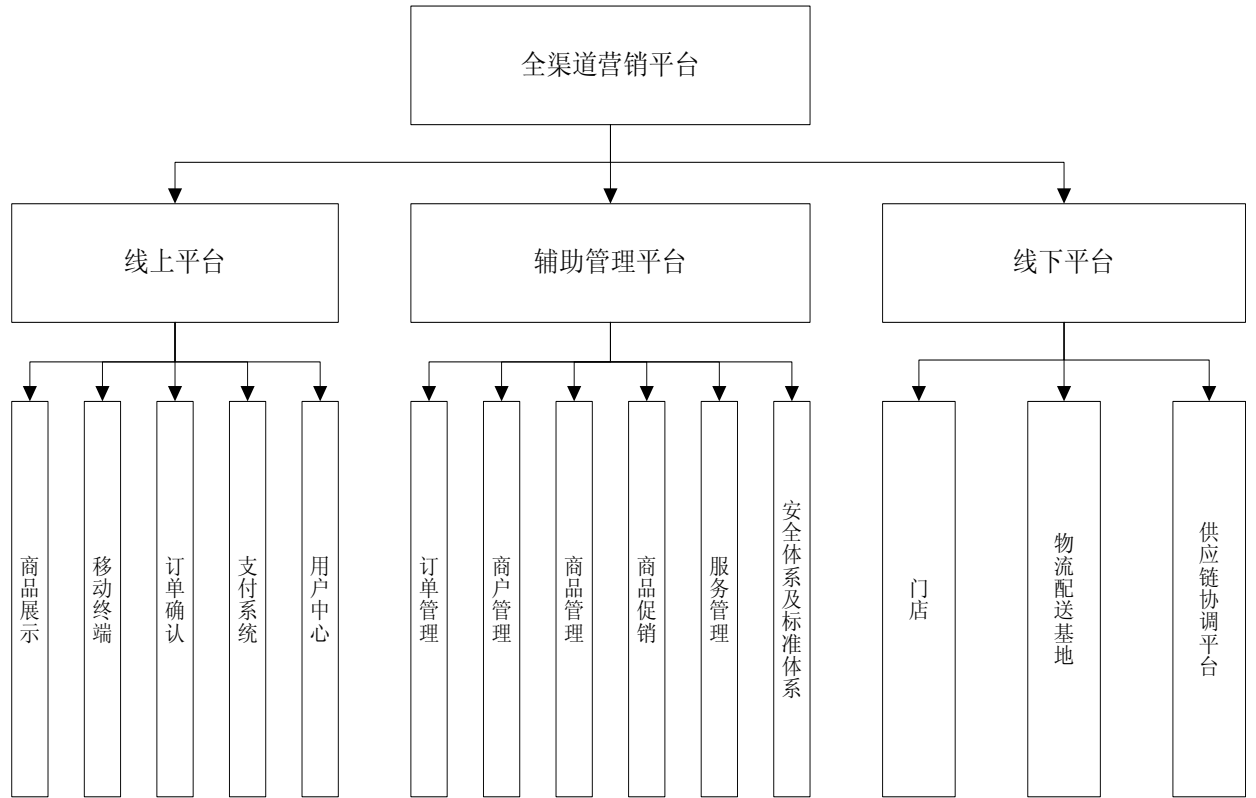 全渠道营销平台
线上平台
辅助管理平台
线下平台
商品展示
移动终端
订单确认
支付系统
用户中心
订单管理
商户管理
商品管理
商品促销
服务管理
安全体系及标准体系
门店
物流配送基地
供应链协调平台